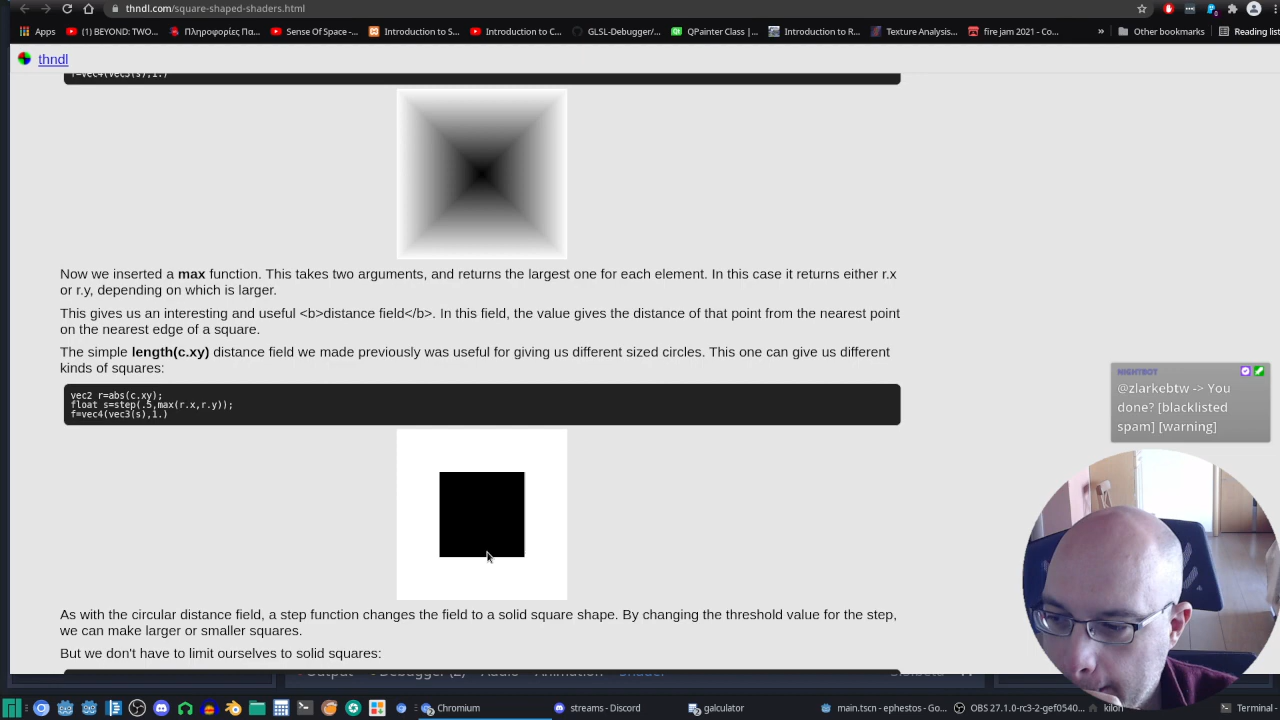 thndl.com/square-shaped-shaders.html
Apps
(1) BEYOND: TWO...
Πληροφορίες Πα...
Sense Of Space -...
Introduction to S...
Introduction to C...
GLSL-Debugger/...
QPainter Class |...
Introduction to R...
Texture Analysis...
fire jam 2021 - Co...
»
Other bookmarks
Reading list
thndl
f=vec4(vec3(s),1.)
Now we inserted a max function. This takes two arguments, and returns the largest one for each element. In this case it returns either r.x
or r.y, depending on which is larger.
This gives us an interesting and useful <b>distance field</b>. In this field, the value gives the distance of that point from the nearest point
on the nearest edge of a square.
The simple length(c.xy) distance field we made previously was useful for giving us different sized circles. This one can give us different
kinds of squares:
vec2 r=abs(c.xy);
float s=step(.5,max(r.x,r.y));
f=vec4(vec3(s),1.)
NIGHTBOT
@zlarkebtw -> You
done? [blacklisted
spam] [warning]
As with the circular distance field, a step function changes the field to a solid square shape. By changing the threshold value for the step,
we can make larger or smaller squares.
But we don't have to limit ourselves to solid squares:
Output
Debugger (2)
Audio
Animation
Shader
Chromium
streams - Discord
galculator
main.tscn - ephestos - Go...
OBS 27.1.0-rc3-2-gef0540...
kilon
Terminal -